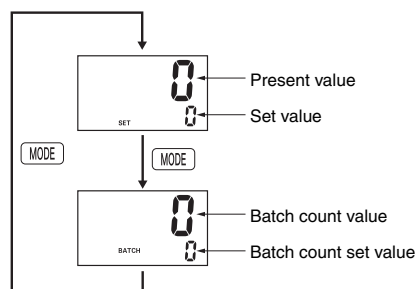 0
Present value
SET
0
Set value
MODE
MODE
0
Batch count value
BATCH
0
Batch count set value